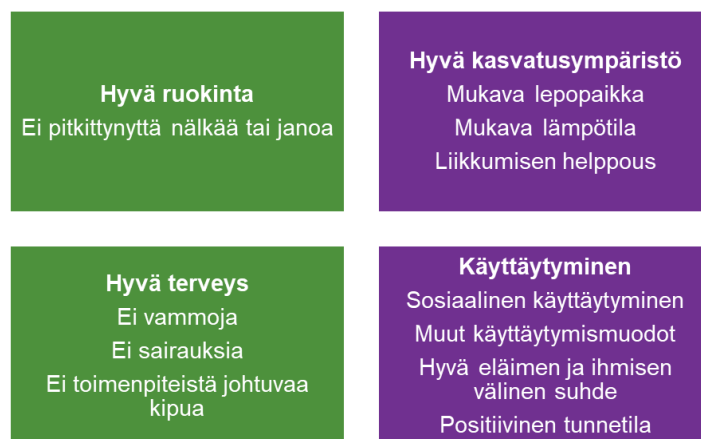 Hyvä ruokinta
Ei pitkittynyttä nälkää tai janoa
Hyvä kasvatusympäristö
Mukava lepopaikka
Mukava lämpötila
Liikkumisen helppous
Hyvä terveys
Ei vammoja
Ei sairauksia
Ei toimenpiteistä johtuvaa
kipua
Käyttäytyminen
Sosiaalinen käyttäytyminen
Muut käyttäytymismuodot
Hyvä eläimen ja ihmisen
välinen suhde
Positiivinen tunnetila